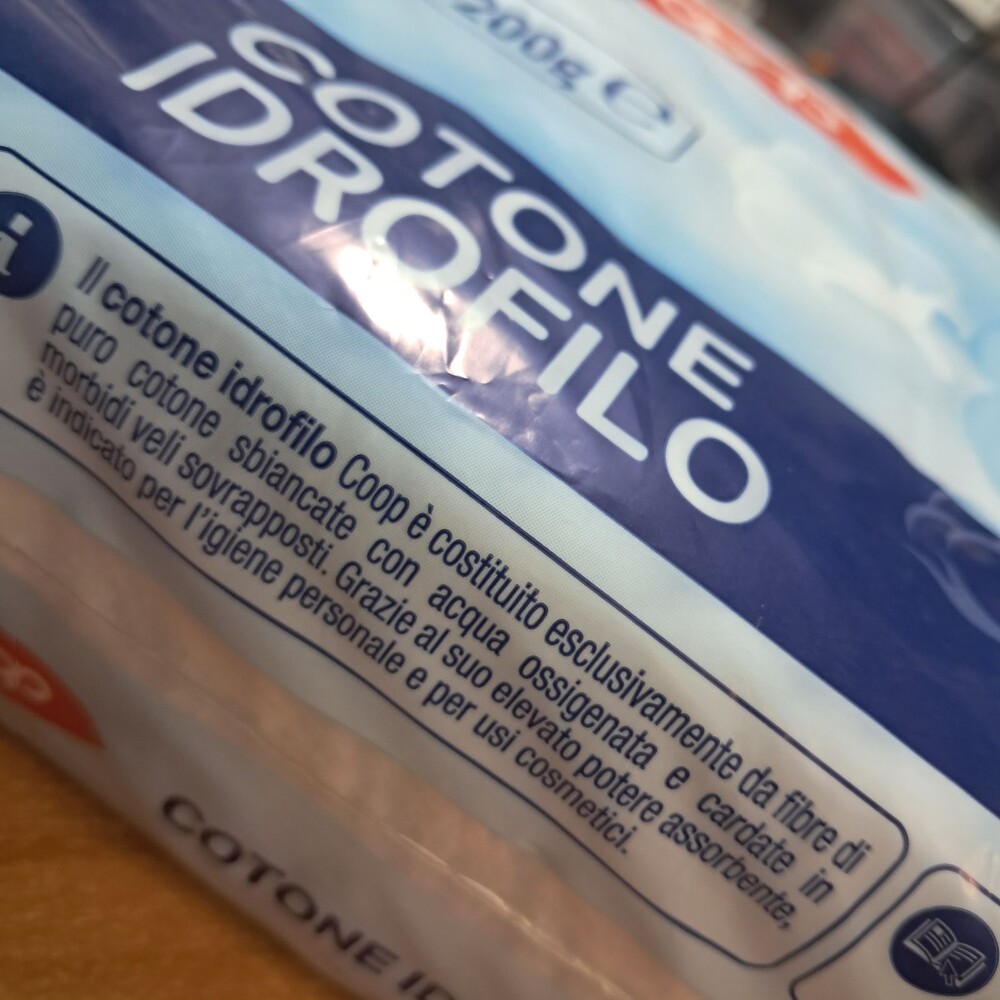 200g ℮
COTONE
IDROFILO
i
Il cotone idrofilo Coop è costituito esclusivamente da fibre di
puro cotone sbiancate con acqua ossigenata e cardate in
morbidi veli sovrapposti. Grazie al suo elevato potere assorbente,
è indicato per l'igiene personale e per usi cosmetici.
COTONE